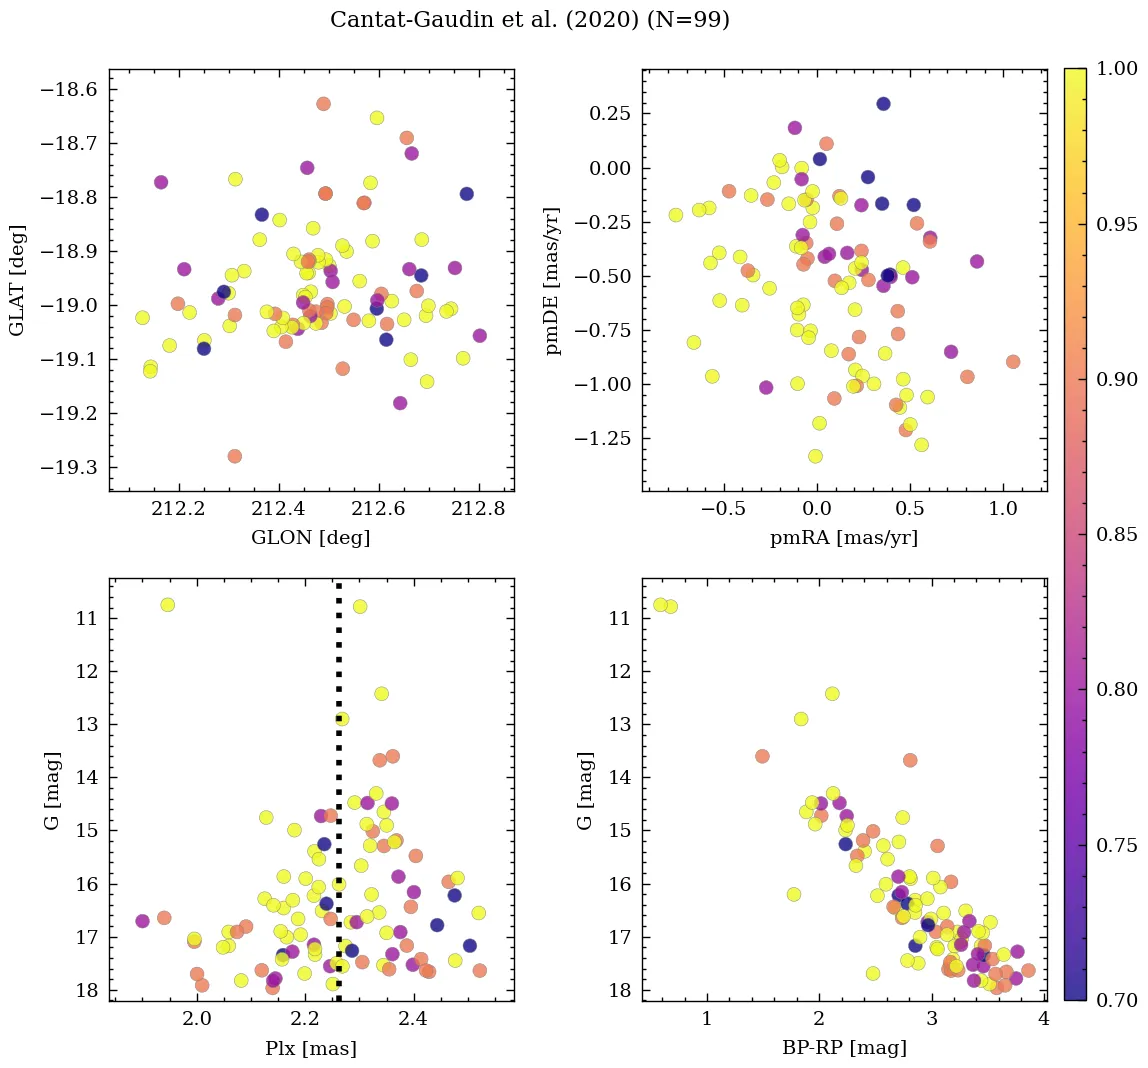 Cantat-Gaudin et al. (2020) (N=99)
−18.6
−18.7
−18.8
−18.9
−19.0
−19.1
−19.2
−19.3
GLAT [deg]
212.2 212.4 212.6 212.8
GLON [deg]
0.25
0.00
−0.25
−0.50
−0.75
−1.00
−1.25
pmDE [mas/yr]
−0.5 0.0 0.5 1.0
pmRA [mas/yr]
1.00
0.95
0.90
0.85
0.80
0.75
0.70
11
12
13
14
15
16
17
18
G [mag]
2.0 2.2 2.4
Plx [mas]
11
12
13
14
15
16
17
18
G [mag]
1 2 3 4
BP-RP [mag]